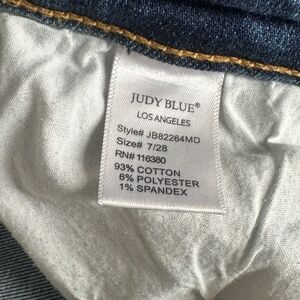 JUDY BLUE®
LOS ANGELES
Style# JB82264MD
Size# 7/28
RN# 116380
93% COTTON
6% POLYESTER
1% SPANDEX